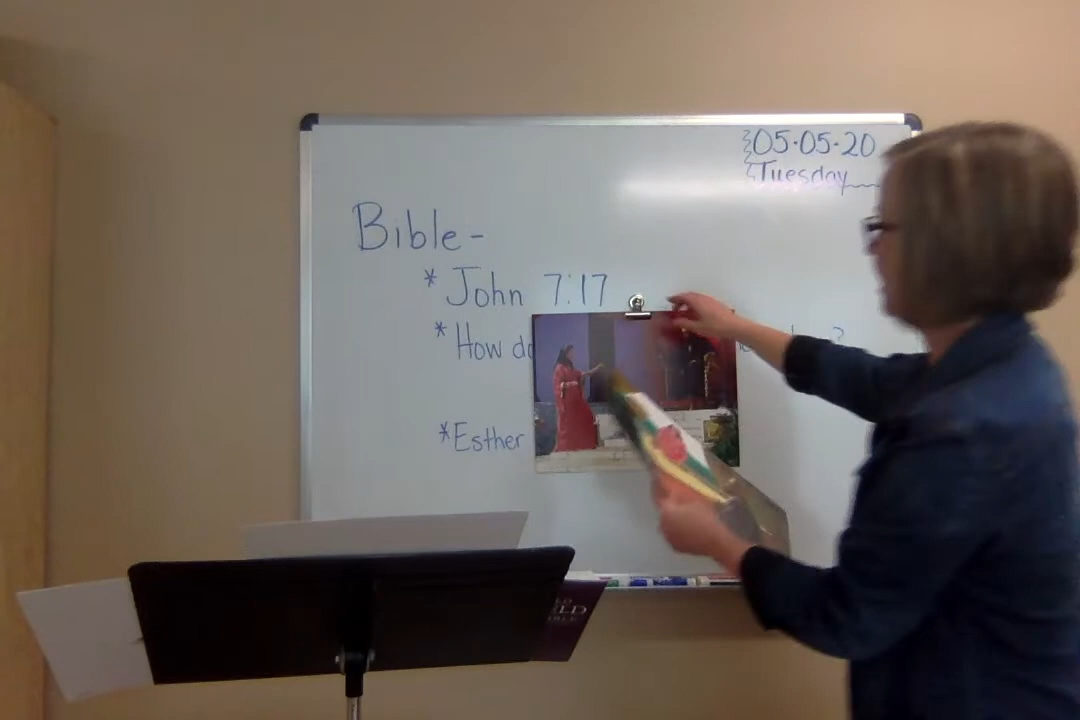 05·05·20
Tuesday
Bible-
* John 7:17
* How do
?
*Esther